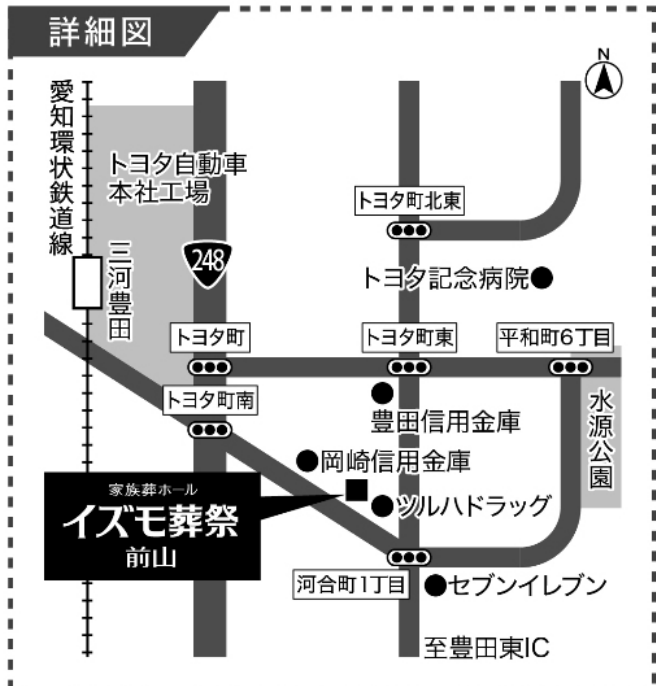 詳細図
N
愛知環状鉄道線
トヨタ自動車
本社工場
トヨタ町北東
248
三河豊田
トヨタ記念病院
トヨタ町
トヨタ町東
平和町6丁目
トヨタ町南
豊田信用金庫
水源公園
岡崎信用金庫
家族葬ホール
イズモ葬祭
前山
ツルハドラッグ
河合町1丁目
セブンイレブン
至豊田東IC